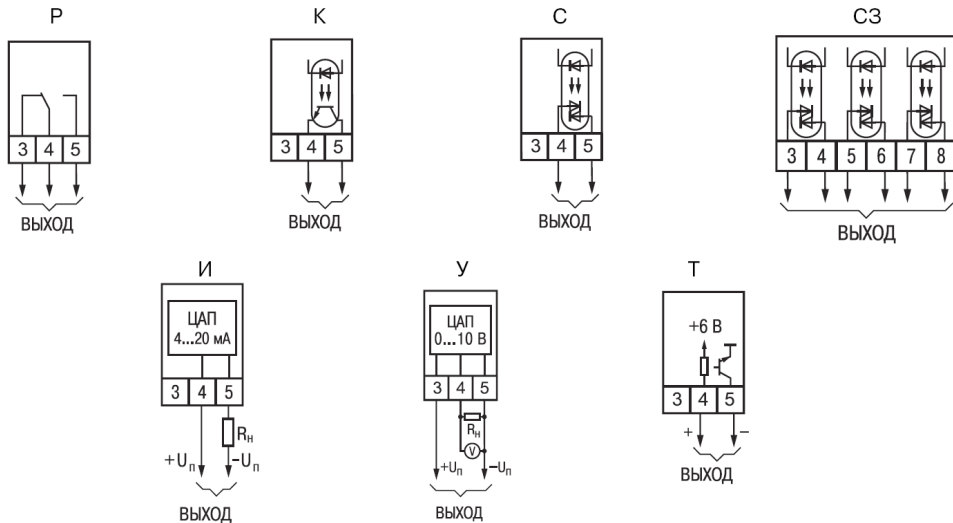 Р К С С3
3 4 5 3 4 5 3 4 5 3 4 5 6 7 8
ВЫХОД ВЫХОД ВЫХОД ВЫХОД
И У Т
ЦАП ЦАП +6 В
4...20 мА 0...10 В
3 4 5 3 4 5 3 4 5
Rн Rн + −
V
+Uп −Uп +Uп −Uп ВЫХОД
ВЫХОД ВЫХОД